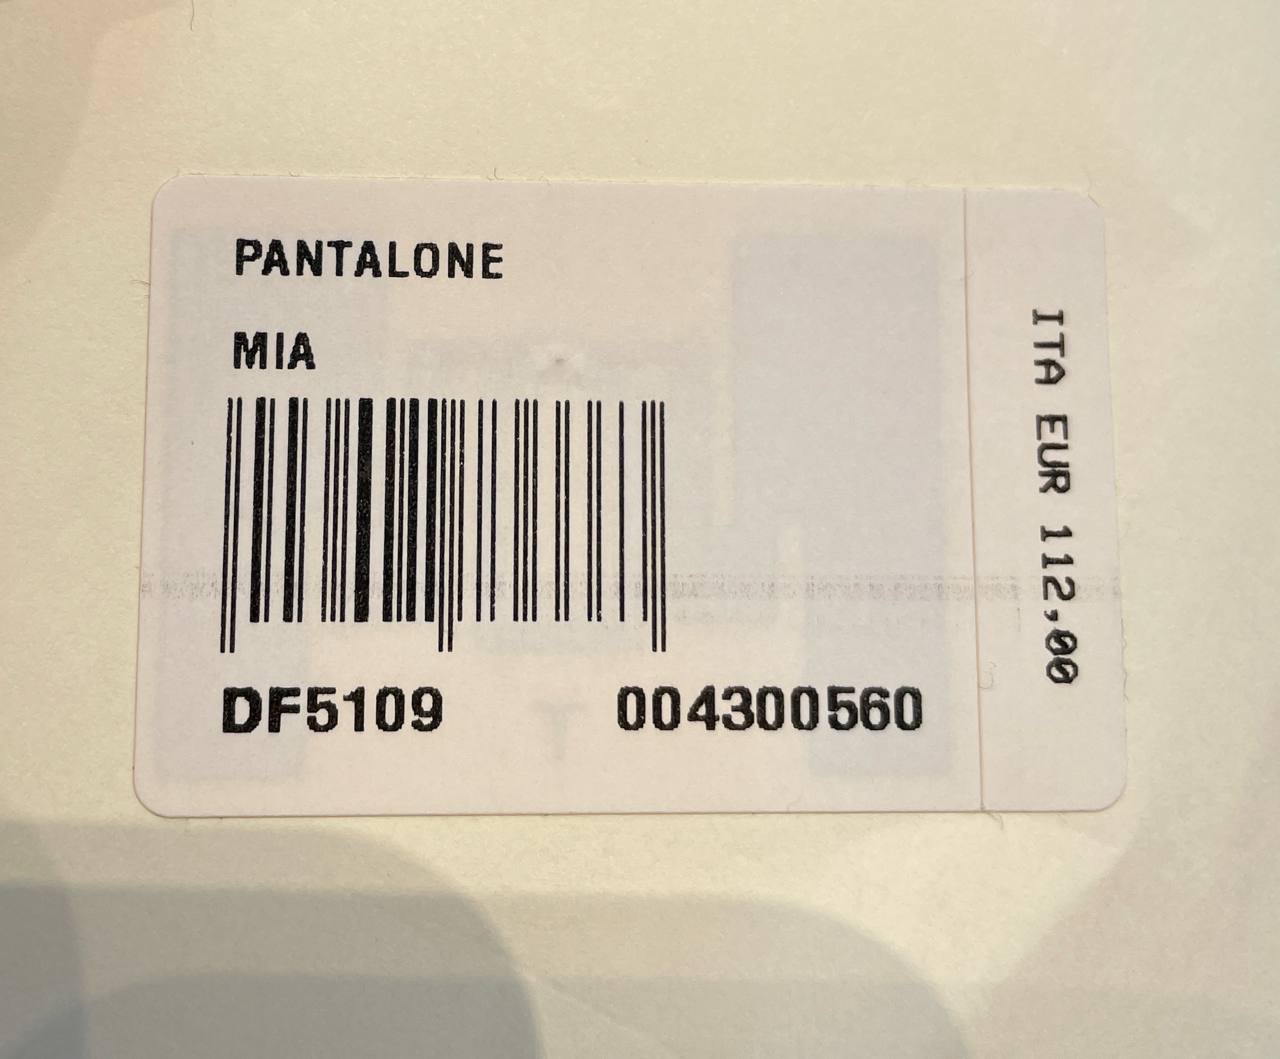 PANTALONE
MIA
DF5109 004300560
ITA EUR 112,00